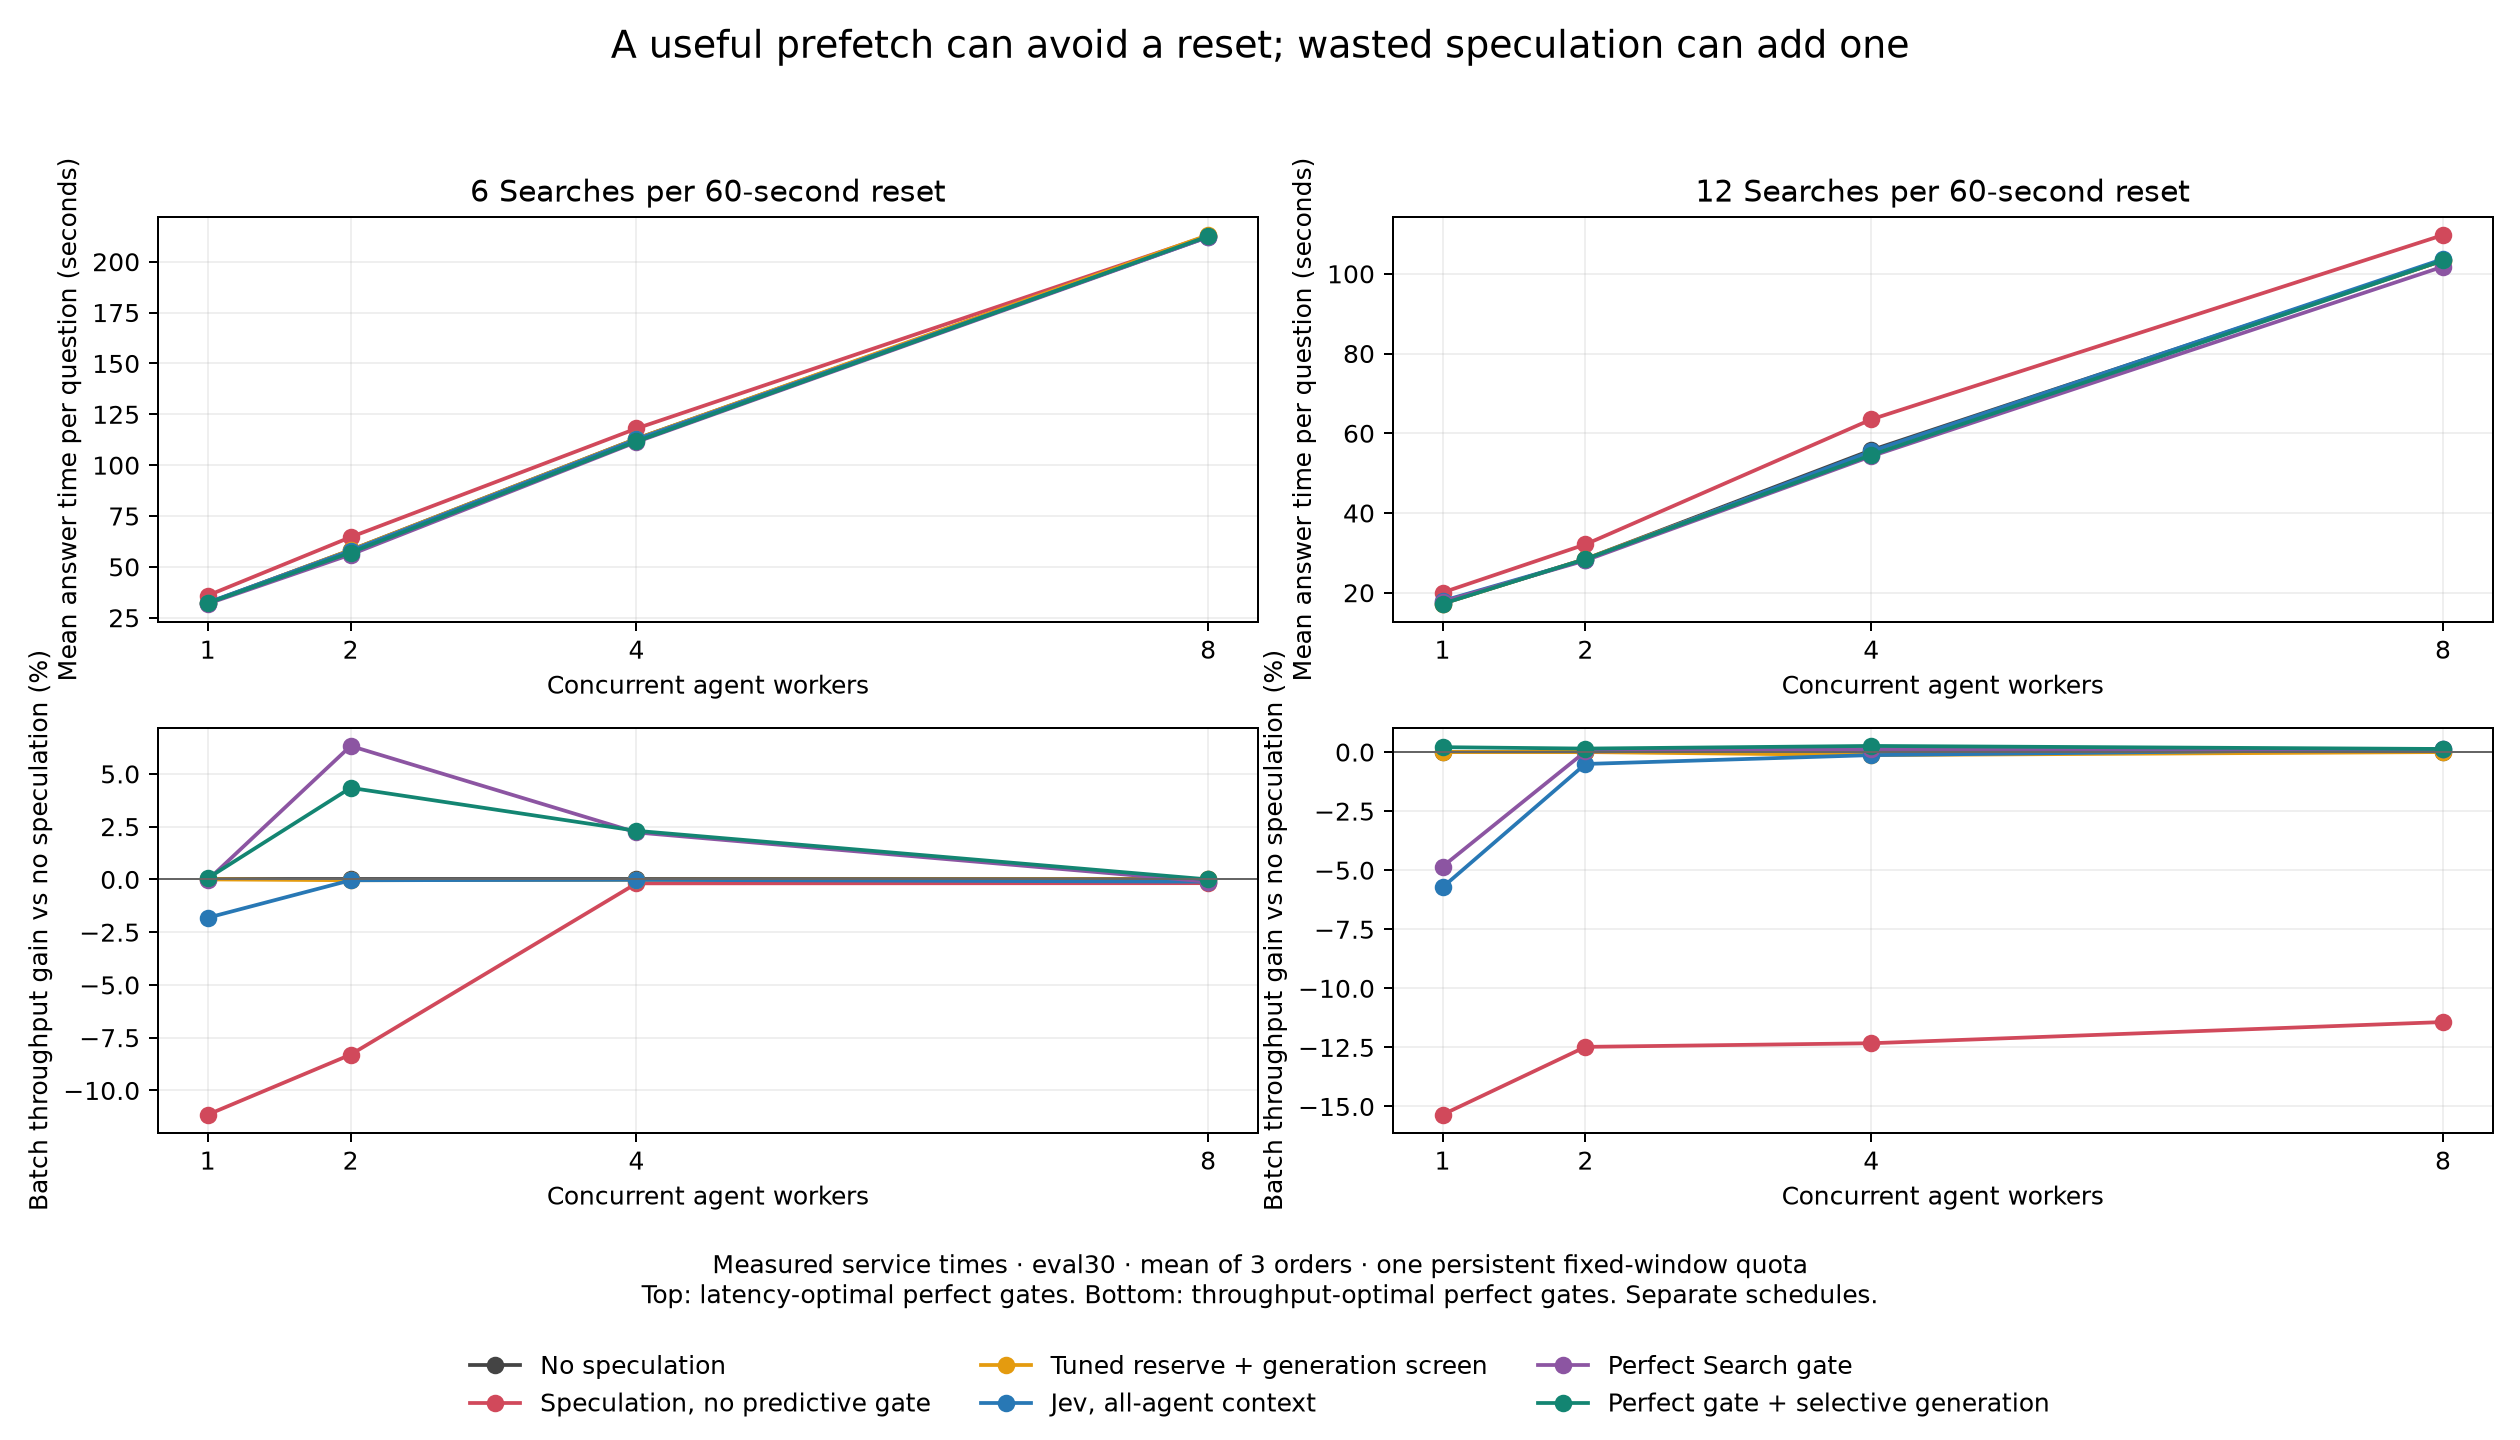 A useful prefetch can avoid a reset; wasted speculation can add one
6 Searches per 60-second reset
Mean answer time per question (seconds)
200
175
150
125
100
75
50
25
1 2 4 8
Concurrent agent workers
12 Searches per 60-second reset
Mean answer time per question (seconds)
100
80
60
40
20
1 2 4 8
Concurrent agent workers
Batch throughput gain vs no speculation (%)
5.0
2.5
0.0
−2.5
−5.0
−7.5
−10.0
1 2 4 8
Concurrent agent workers
Batch throughput gain vs no speculation (%)
0.0
−2.5
−5.0
−7.5
−10.0
−12.5
−15.0
1 2 4 8
Concurrent agent workers
Measured service times · eval30 · mean of 3 orders · one persistent fixed-window quota
Top: latency-optimal perfect gates. Bottom: throughput-optimal perfect gates. Separate schedules.
No speculation
Speculation, no predictive gate
Tuned reserve + generation screen
Jev, all-agent context
Perfect Search gate
Perfect gate + selective generation